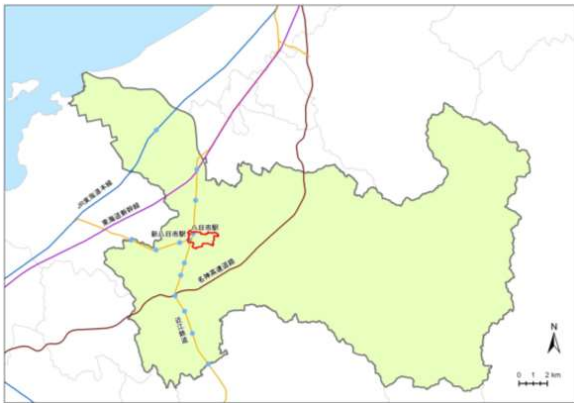 JR東海道本線
東海道新幹線
新八日市駅
八日市駅
名神高速道路
近江鉄道
N
0 1 2 km